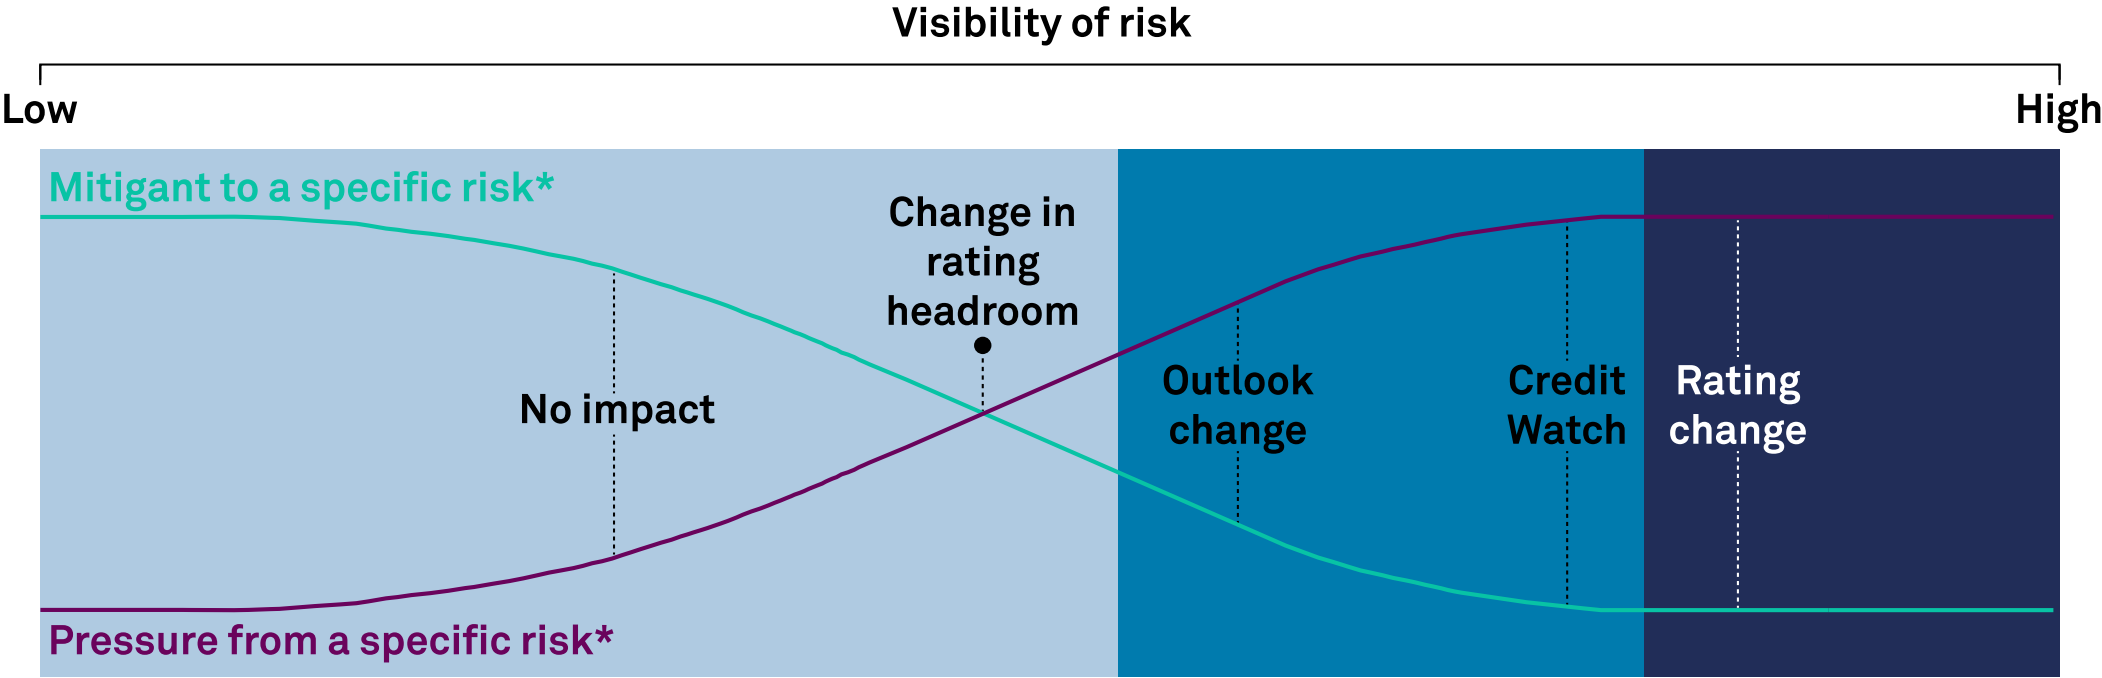 Visibility of risk
Low
High
Mitigant to a specific risk*
Change in
rating
headroom
No impact
Outlook
change
Credit
Watch
Rating
change
Pressure from a specific risk*